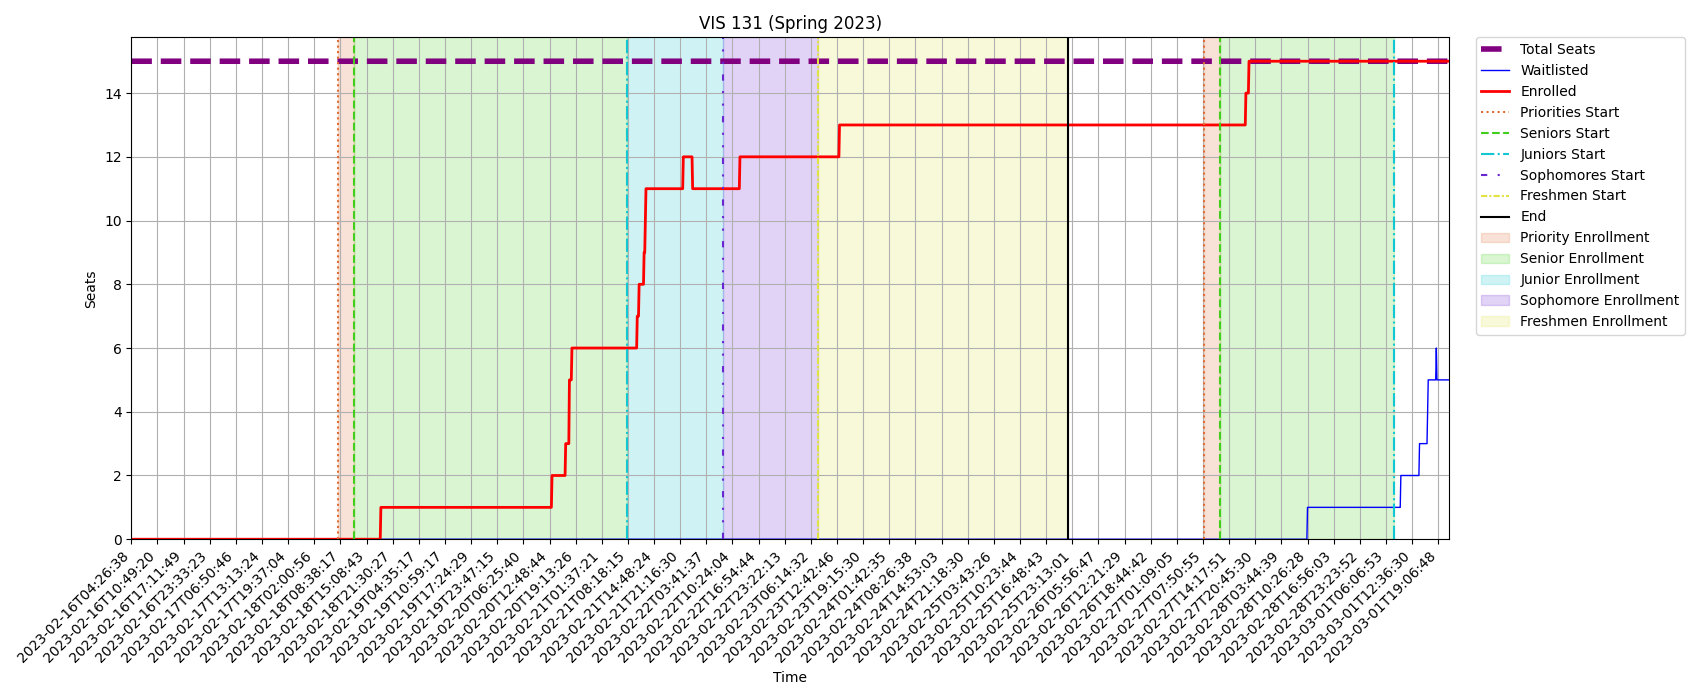 VIS 131 (Spring 2023)
Total Seats
Waitlisted
Enrolled
Priorities Start
Seniors Start
Juniors Start
Sophomores Start
Freshmen Start
End
Priority Enrollment
Senior Enrollment
Junior Enrollment
Sophomore Enrollment
Freshmen Enrollment
Seats
14
12
10
8
6
4
2
0
2023-02-16T04:26:38
2023-02-16T10:49:20
2023-02-16T17:11:49
2023-02-16T23:33:23
2023-02-17T06:50:46
2023-02-17T13:13:24
2023-02-17T19:37:04
2023-02-18T02:00:56
2023-02-18T08:38:17
2023-02-18T15:08:43
2023-02-18T21:30:27
2023-02-19T04:35:17
2023-02-19T10:59:17
2023-02-19T17:24:29
2023-02-19T23:47:15
2023-02-20T06:25:40
2023-02-20T12:48:44
2023-02-20T19:13:26
2023-02-21T01:37:21
2023-02-21T08:18:15
2023-02-21T14:48:24
2023-02-21T21:16:30
2023-02-22T03:41:37
2023-02-22T10:24:04
2023-02-22T16:54:44
2023-02-22T23:22:13
2023-02-23T06:14:32
2023-02-23T12:42:46
2023-02-23T19:15:30
2023-02-24T01:42:35
2023-02-24T08:26:38
2023-02-24T14:53:03
2023-02-24T21:18:30
2023-02-25T03:43:26
2023-02-25T10:23:44
2023-02-25T16:48:43
2023-02-25T23:13:01
2023-02-26T05:56:47
2023-02-26T12:21:29
2023-02-26T18:44:42
2023-02-27T01:09:05
2023-02-27T07:50:55
2023-02-27T14:17:51
2023-02-27T20:45:30
2023-02-28T03:44:39
2023-02-28T10:26:28
2023-02-28T16:56:03
2023-02-28T23:23:52
2023-03-01T06:06:53
2023-03-01T12:36:30
2023-03-01T19:06:48
Time